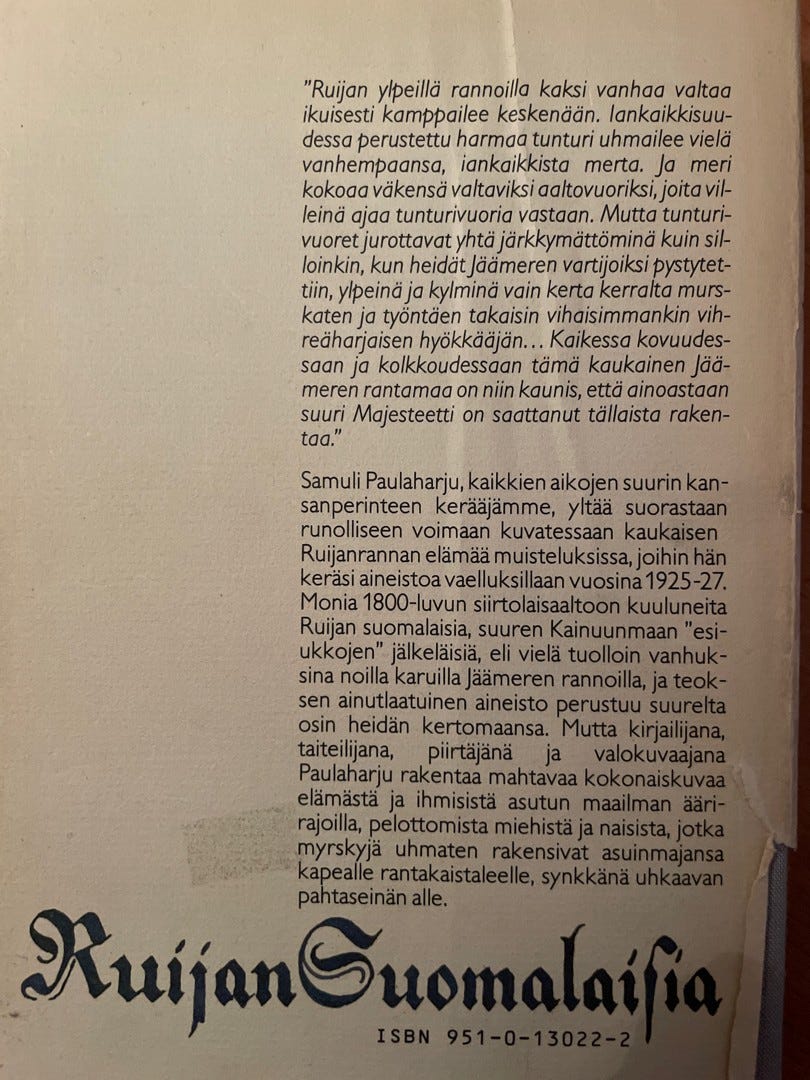 "Ruijan ylpeillä rannoilla kaksi vanhaa valtaa
ikuisesti kamppailee keskenään. Iankaikkisuu-
dessa perustettu harmaa tunturi uhmailee vielä
vanhempaansa, iankaikkista merta. Ja meri
kokoaa väkensä valtaviksi aaltovuoriksi, joita vil-
leinä ajaa tunturivuoria vastaan. Mutta tunturi-
vuoret jurottavat yhtä järkkymättöminä kuin sil-
loinkin, kun heidät Jäämeren vartijoiksi pystytet-
tiin, ylpeinä ja kylminä vain kerta kerralta murs-
katen ja työntäen takaisin vihaisimmankin vih-
reäharjaisen hyökkääjän... Kaikessa kovuudes-
saan ja kolkkoudessaan tämä kaukainen Jää-
meren rantamaa on niin kaunis, että ainoastaan
suuri Majesteetti on saattanut tällaista raken-
taa."
Samuli Paulaharju, kaikkien aikojen suurin kan-
sanperinteen kerääjämme, yltää suorastaan
runolliseen voimaan kuvatessaan kaukaisen
Ruijanrannan elämää muisteluksissa, joihin hän
keräsi aineistoa vaelluksillaan vuosina 1925-27.
Monia 1800-luvun siirtolaisaaltoon kuuluneita
Ruijan suomalaisia, suuren Kainuunmaan "esi-
ukkojen" jälkeläisiä, eli vielä tuolloin vanhuk-
sina noilla karuilla Jäämeren rannoilla, ja teok-
sen ainutlaatuinen aineisto perustuu suurelta
osin heidän kertomaansa. Mutta kirjailijana,
taiteilijana, piirtäjänä ja valokuvaajana
Paulaharju rakentaa mahtavaa kokonaiskuvaa
elämästä ja ihmisistä asutun maailman ääri-
rajoilla, pelottomista miehistä ja naisista, jotka
myrskyjä uhmaten rakensivat asuinmajansa
kapealle rantakaistaleelle, synkkänä uhkaavan
pahtaseinän alle.
Ruijan Suomalaisia
ISBN 951-0-13022-2